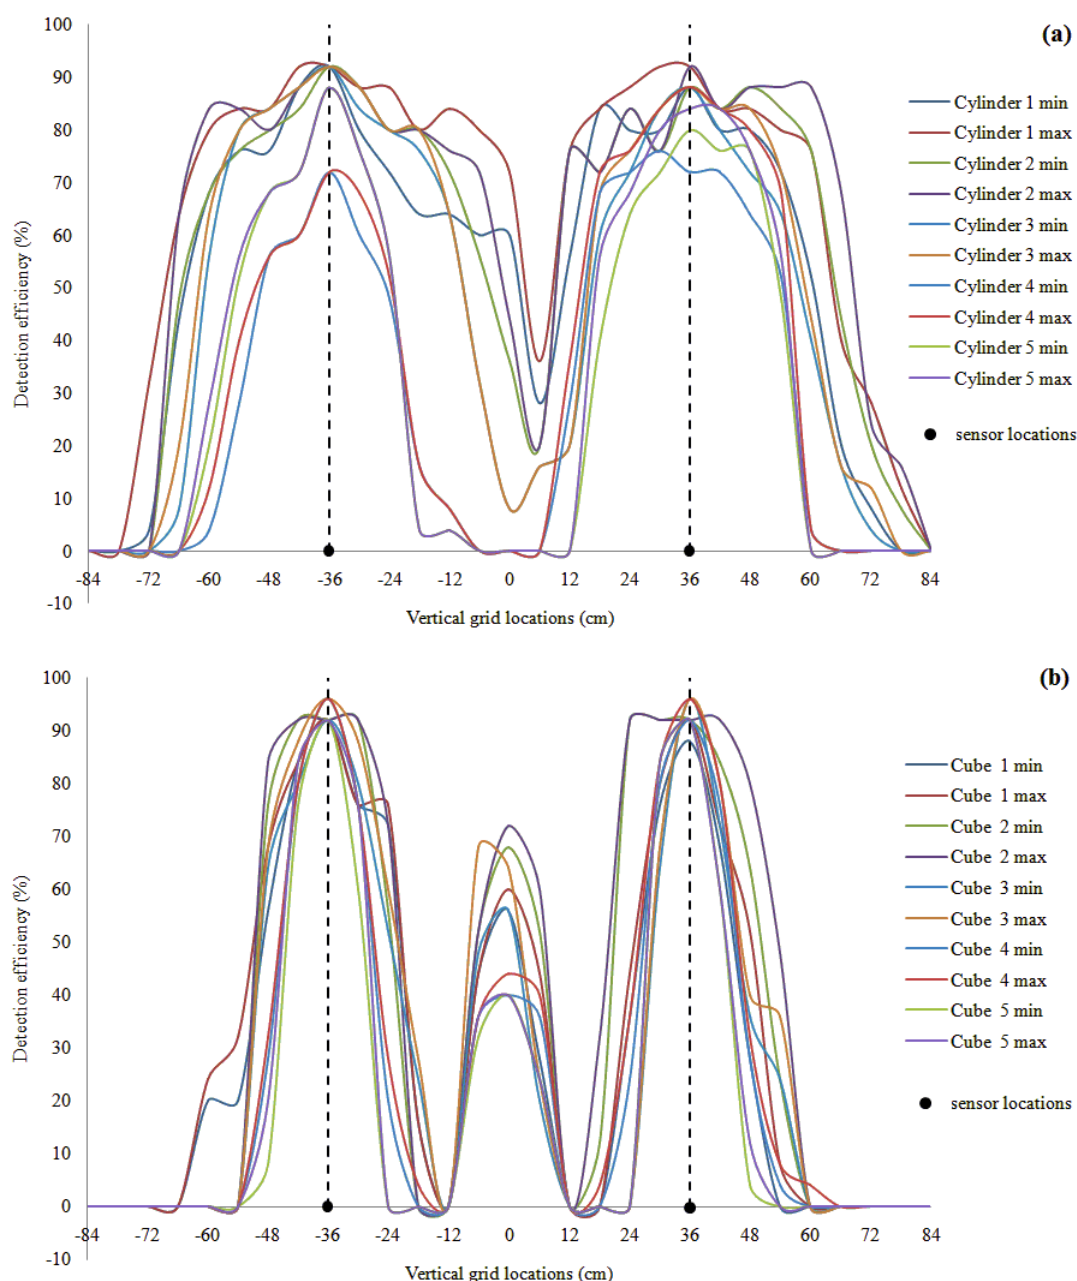 (a)
100
90
80
70
60
50
40
30
20
10
0
-10
Detection efficiency (%)
-84 -72 -60 -48 -36 -24 -12 0 12 24 36 48 60 72 84
Vertical grid locations (cm)
Cylinder 1 min
Cylinder 1 max
Cylinder 2 min
Cylinder 2 max
Cylinder 3 min
Cylinder 3 max
Cylinder 4 min
Cylinder 4 max
Cylinder 5 min
Cylinder 5 max
sensor locations
(b)
100
90
80
70
60
50
40
30
20
10
0
-10
Detection efficiency (%)
-84 -72 -60 -48 -36 -24 -12 0 12 24 36 48 60 72 84
Vertical grid locations (cm)
Cube 1 min
Cube 1 max
Cube 2 min
Cube 2 max
Cube 3 min
Cube 3 max
Cube 4 min
Cube 4 max
Cube 5 min
Cube 5 max
sensor locations